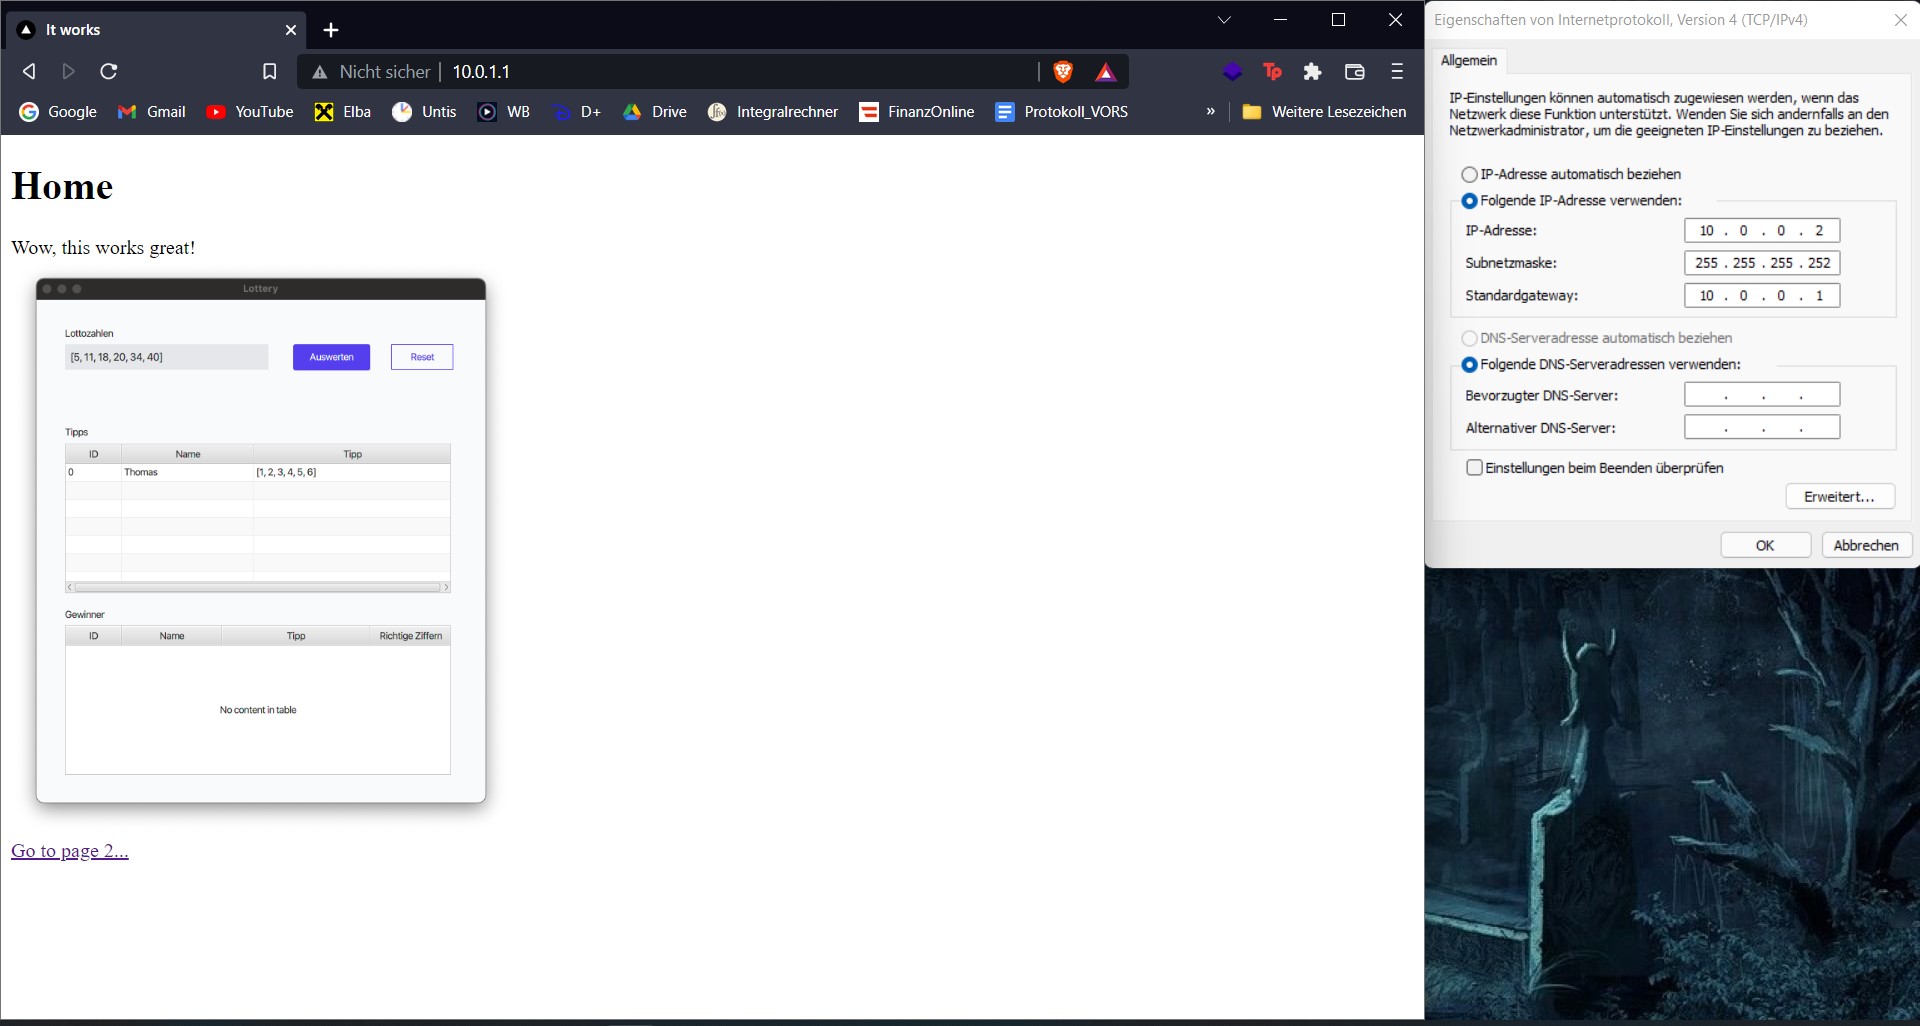 It works
Nicht sicher 10.0.1.1
Google Gmail YouTube Elba Untis WB D+ Drive Integralrechner FinanzOnline Protokoll_VORS » Weitere Lesezeichen
Home
Wow, this works great!
Lottery
Lottozahlen
[5, 11, 18, 20, 34, 40] Auswerten Reset
Tipps
ID Name Tipp
0 Thomas [1, 2, 3, 4, 5, 6]
Gewinner
ID Name Tipp Richtige Ziffern
No content in table
Go to page 2...
Eigenschaften von Internetprotokoll, Version 4 (TCP/IPv4)
Allgemein
IP-Einstellungen können automatisch zugewiesen werden, wenn das
Netzwerk diese Funktion unterstützt. Wenden Sie sich andernfalls an den
Netzwerkadministrator, um die geeigneten IP-Einstellungen zu beziehen.
IP-Adresse automatisch beziehen
Folgende IP-Adresse verwenden:
IP-Adresse: 10 . 0 . 0 . 2
Subnetzmaske: 255 . 255 . 255 . 252
Standardgateway: 10 . 0 . 0 . 1
DNS-Serveradresse automatisch beziehen
Folgende DNS-Serveradressen verwenden:
Bevorzugter DNS-Server: . . .
Alternativer DNS-Server: . . .
Einstellungen beim Beenden überprüfen
Erweitert...
OK Abbrechen